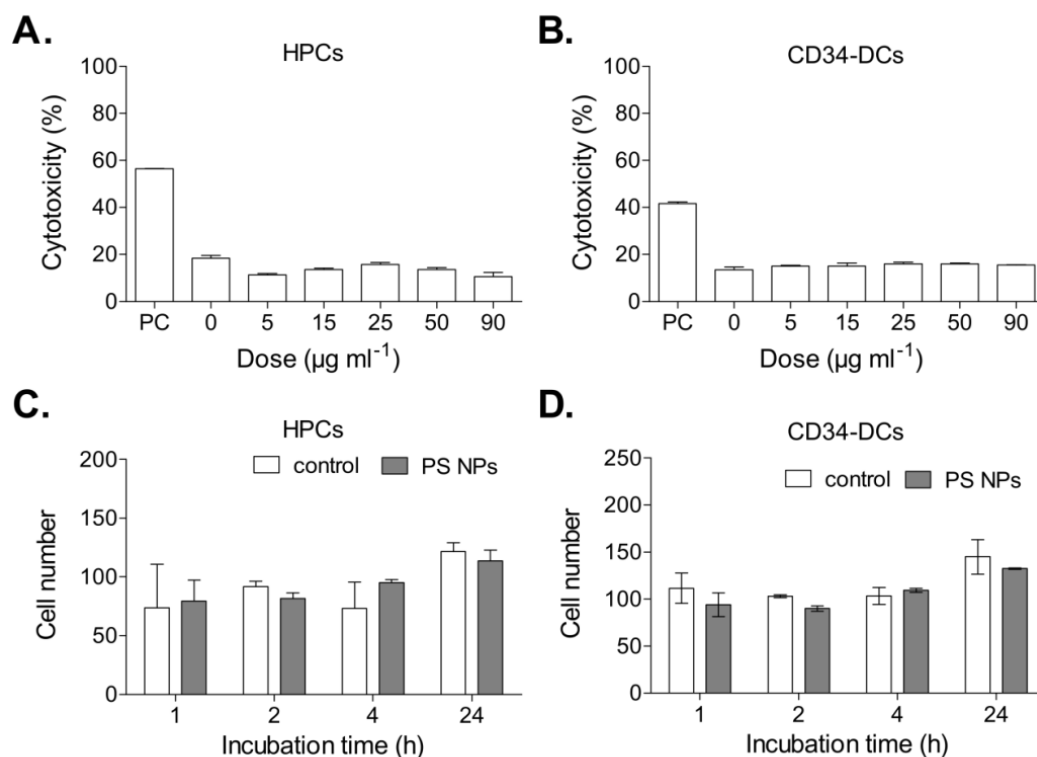 A.
HPCs
Cytotoxicity (%)
100
80
60
40
20
0
PC 0 5 15 25 50 90
Dose (µg ml⁻¹)
B.
CD34-DCs
Cytotoxicity (%)
100
80
60
40
20
0
PC 0 5 15 25 50 90
Dose (µg ml⁻¹)
C.
HPCs
control PS NPs
Cell number
200
150
100
50
0
1 2 4 24
Incubation time (h)
D.
CD34-DCs
control PS NPs
Cell number
250
200
150
100
50
0
1 2 4 24
Incubation time (h)